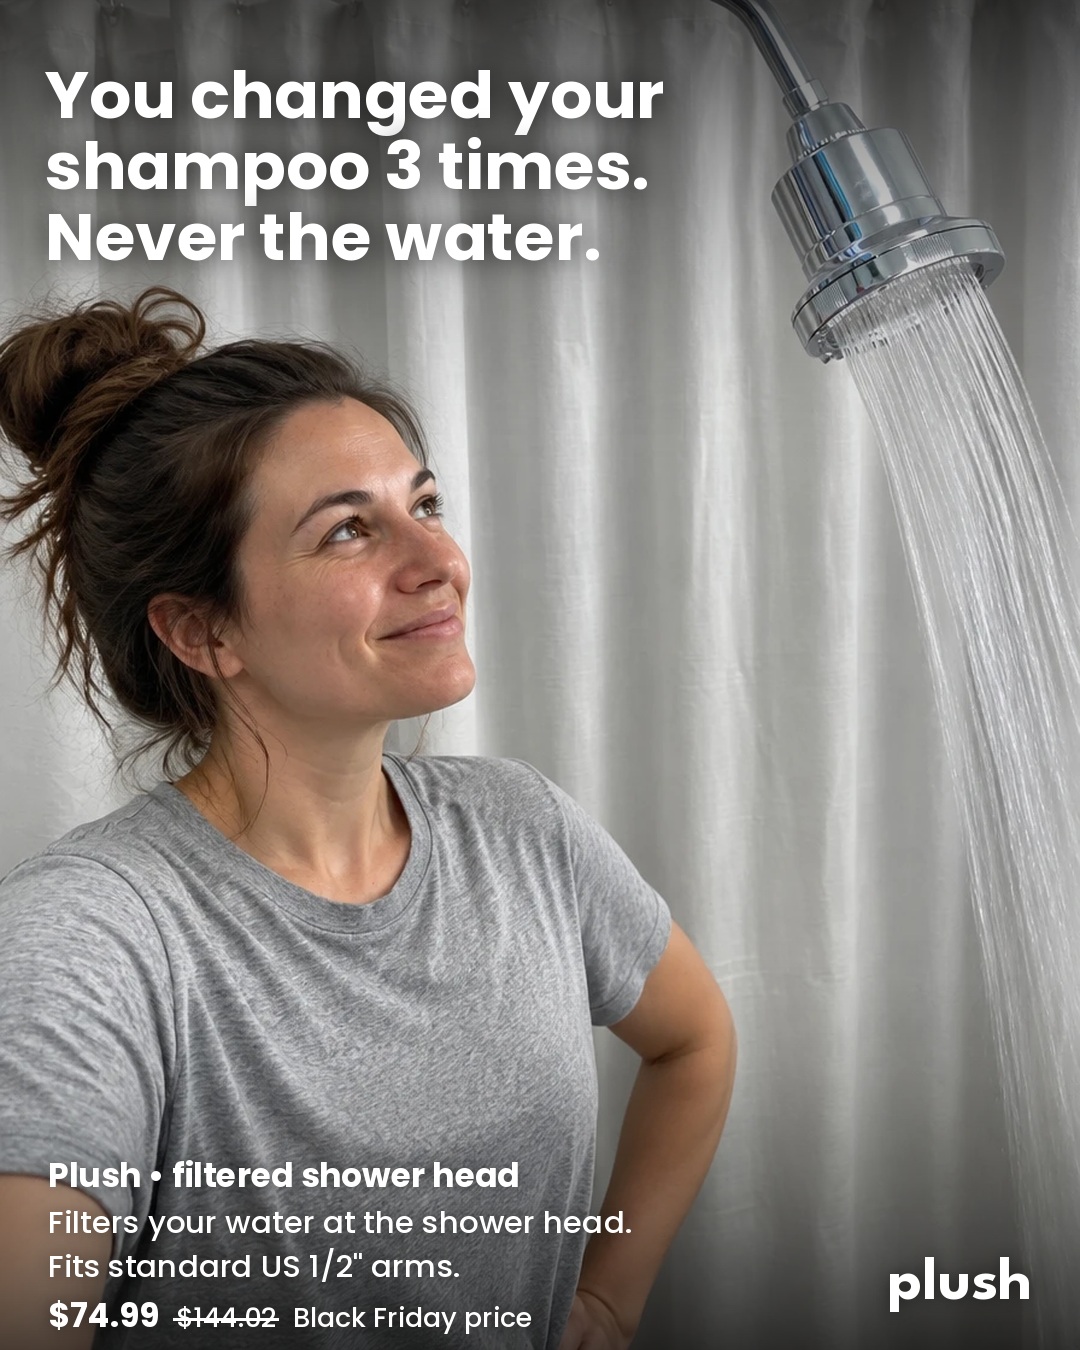 You changed your
shampoo 3 times.
Never the water.
Plush • filtered shower head
Filters your water at the shower head.
Fits standard US 1/2" arms.
$74.99 $144.02 Black Friday price
plush